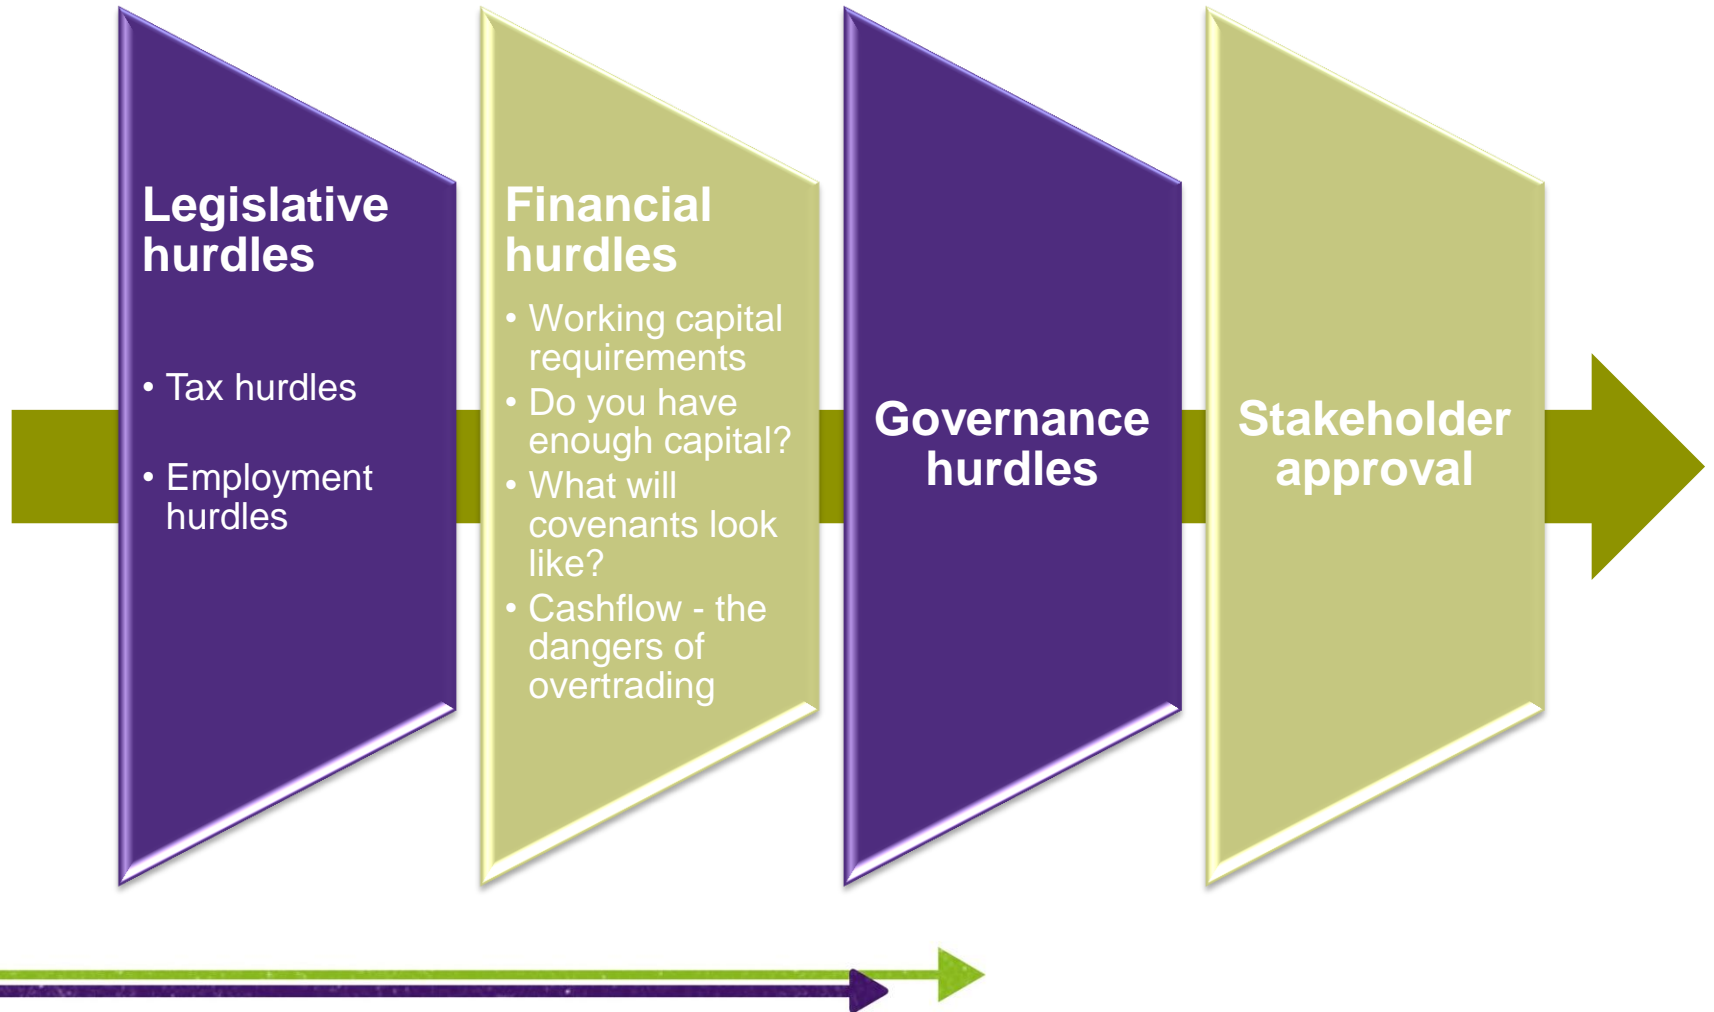 Legislative
hurdles
• Tax hurdles
• Employment
hurdles
Financial
hurdles
• Working capital
requirements
• Do you have
enough capital?
• What will
covenants look
like?
• Cashflow - the
dangers of
overtrading
Governance
hurdles
Stakeholder
approval